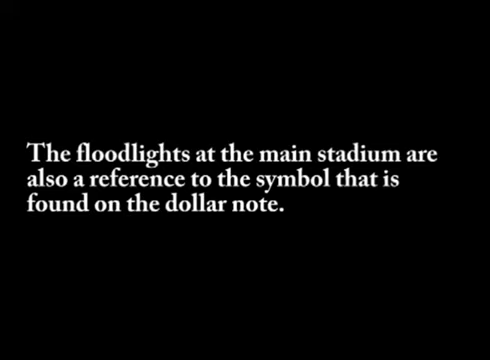 The floodlights at the main stadium are
also a reference to the symbol that is
found on the dollar note.